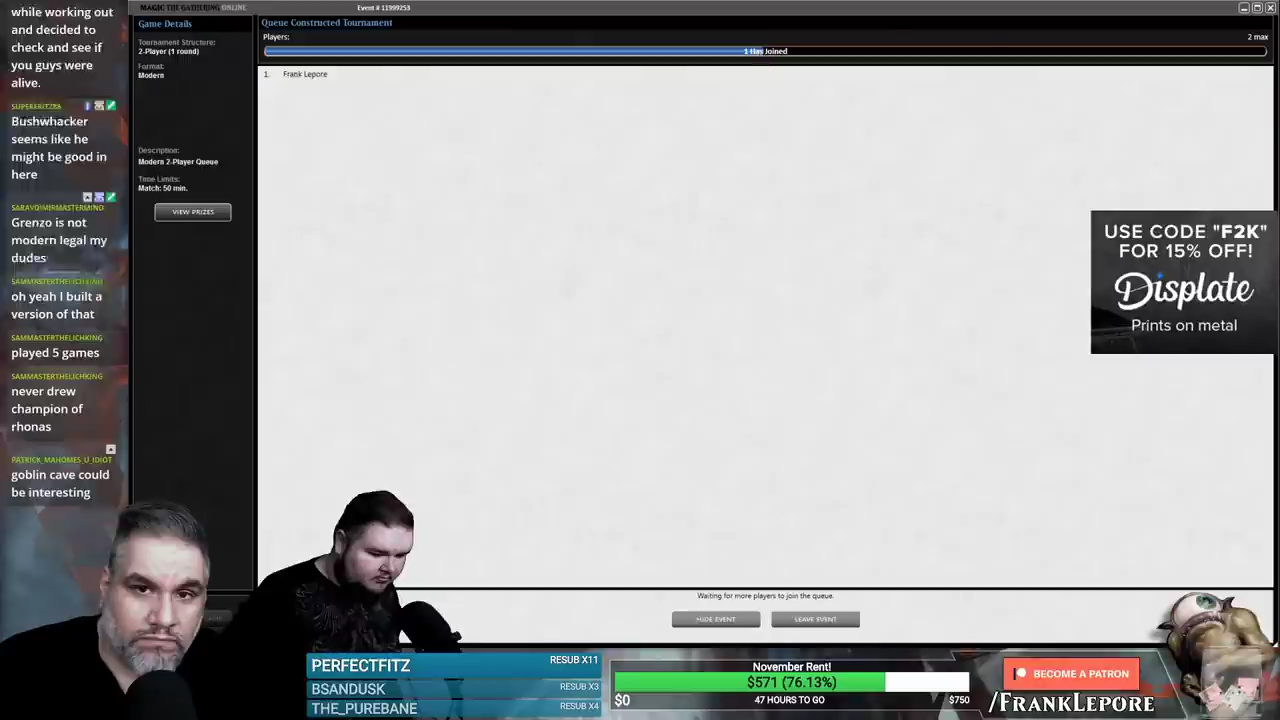 while working out
and decided to
check and see if
you guys were
alive.
SUPERFRITZ8A
Bushwhacker
seems like he
might be good in
here
Grenzo is not
modern legal my
dudes
SAMMASTERTHELICHKING
oh yeah I built a
version of that
SAMMASTERTHELICHKING
played 5 games
SAMMASTERTHELICHKING
never drew
champion of
rhonas
PATRICK_MAHOMES_U_IDIOT
goblin cave could
be interesting
MAGIC THE GATHERING ONLINE
Event # 11999253
Game Details
Tournament Structure:
2-Player (1 round)
Format:
Modern
Description:
Modern 2-Player Queue
Time Limits:
Match: 50 min.
VIEW PRIZES
Queue Constructed Tournament
Players:
1 Has Joined
2 max
1. Frank Lepore
USE CODE "F2K"
FOR 15% OFF!
Displate
Prints on metal
Waiting for more players to join the queue.
HIDE EVENT
LEAVE EVENT
PERFECTFITZ RESUB X11
BSANDUSK RESUB X3
THE_PUREBANE RESUB X4
November Rent!
$571 (76.13%)
$0 47 HOURS TO GO $750
BECOME A PATRON
/FRANKLEPORE